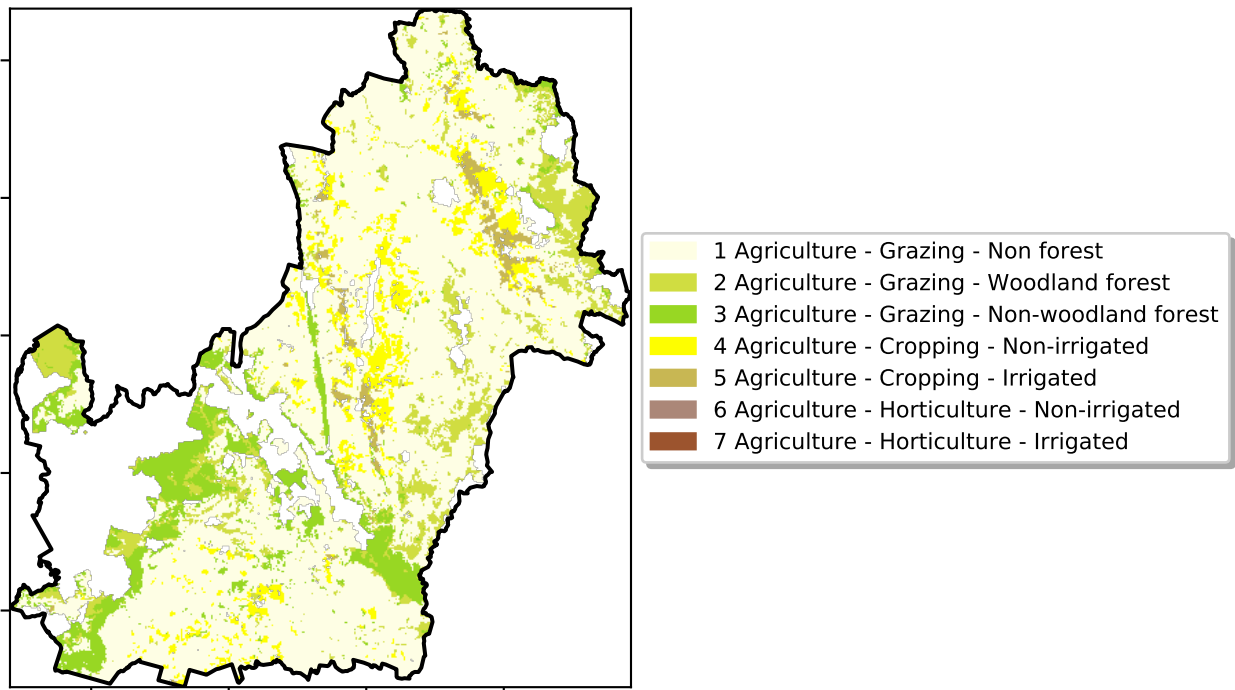 1 Agriculture - Grazing - Non forest
2 Agriculture - Grazing - Woodland forest
3 Agriculture - Grazing - Non-woodland forest
4 Agriculture - Cropping - Non-irrigated
5 Agriculture - Cropping - Irrigated
6 Agriculture - Horticulture - Non-irrigated
7 Agriculture - Horticulture - Irrigated